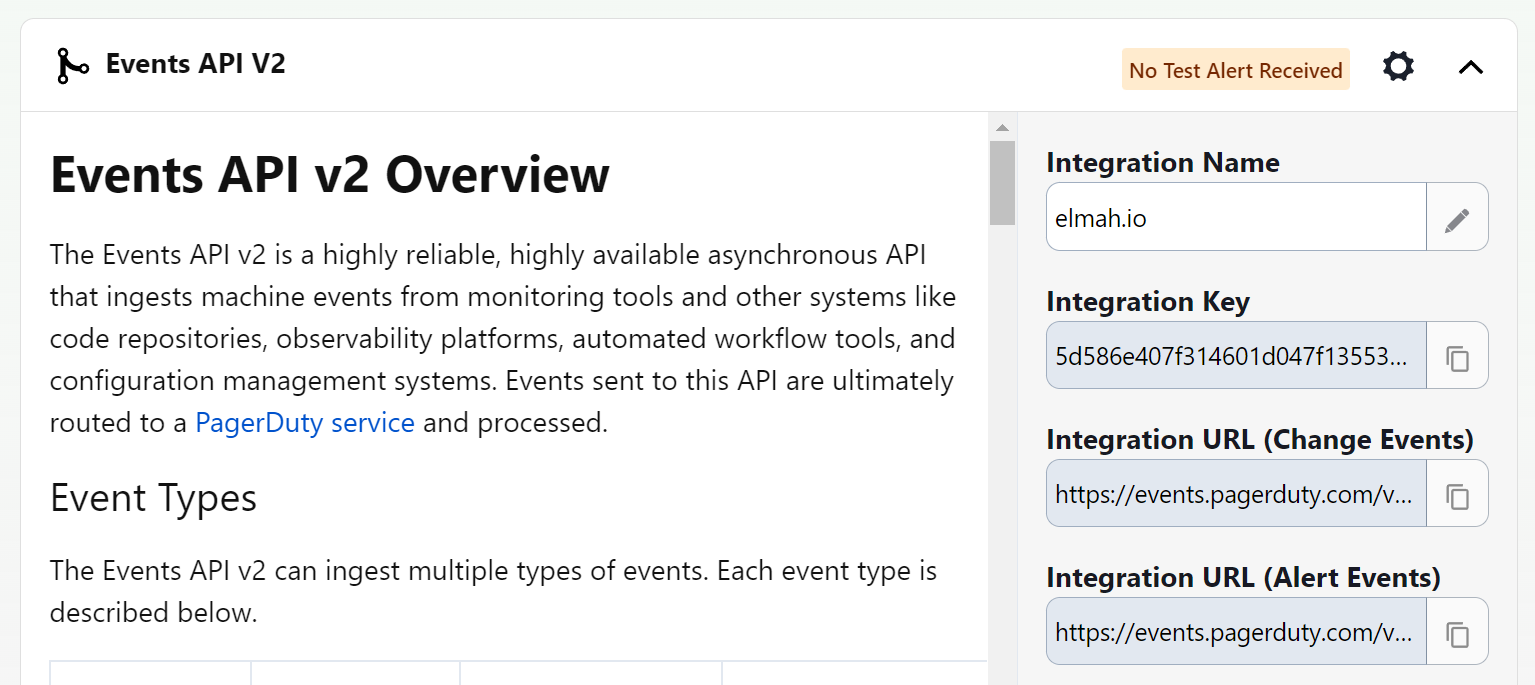 Events API V2
No Test Alert Received
Events API v2 Overview
The Events API v2 is a highly reliable, highly available asynchronous API
that ingests machine events from monitoring tools and other systems like
code repositories, observability platforms, automated workflow tools, and
configuration management systems. Events sent to this API are ultimately
routed to a PagerDuty service and processed.
Event Types
The Events API v2 can ingest multiple types of events. Each event type is
described below.
Integration Name
elmah.io
Integration Key
5d586e407f314601d047f13553...
Integration URL (Change Events)
https://events.pagerduty.com/v...
Integration URL (Alert Events)
https://events.pagerduty.com/v...